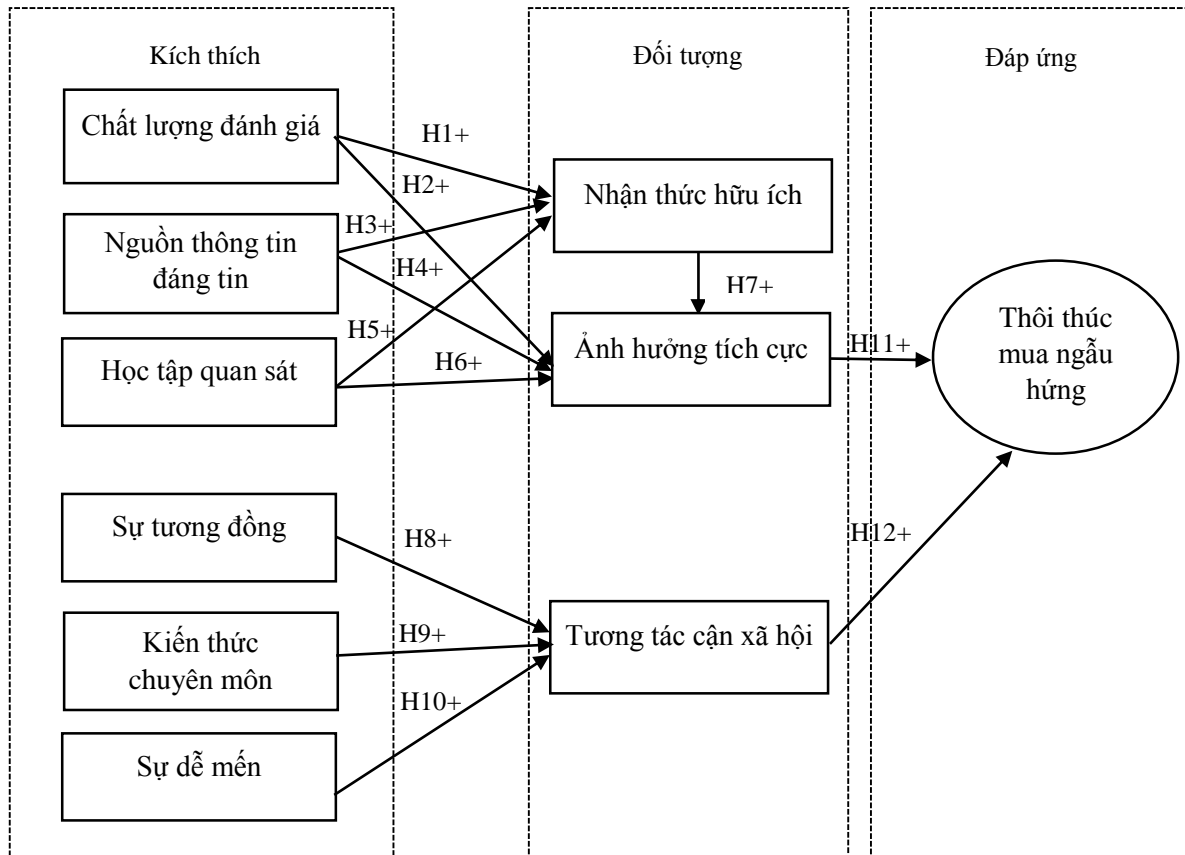 Kích thích
Đối tượng
Đáp ứng
Chất lượng đánh giá
H1+
H2+
Nhận thức hữu ích
Nguồn thông tin
đáng tin
H3+
H4+
H7+
H5+
Học tập quan sát
H6+
Ảnh hưởng tích cực
H11+
Thôi thúc
mua ngẫu
hứng
Sự tương đồng
H8+
H12+
Kiến thức
chuyên môn
H9+
Tương tác cận xã hội
H10+
Sự dễ mến